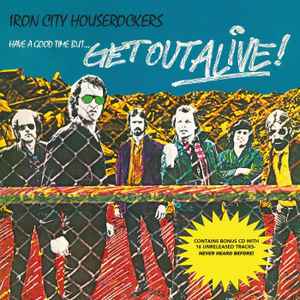 IRON CITY HOUSEROCKERS
HAVE A GOOD TIME BUT...
GET OUT ALIVE!
CONTAINS BONUS CD WITH
16 UNRELEASED TRACKS-
NEVER HEARD BEFORE!